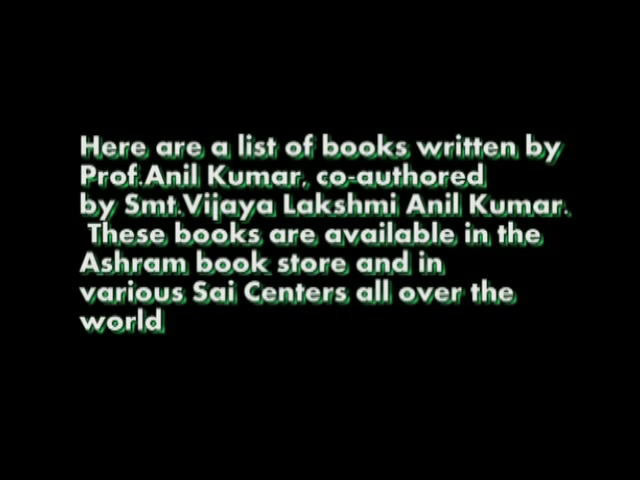 Here are a list of books written by
Prof.Anil Kumar, co-authored
by Smt.Vijaya Lakshmi Anil Kumar.
These books are available in the
Ashram book store and in
various Sai Centers all over the
world